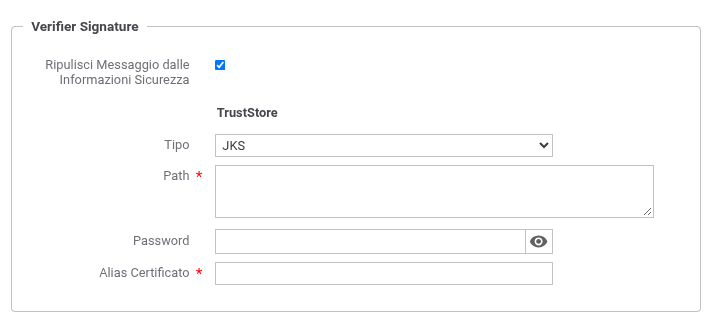 Verifier Signature
Ripulisci Messaggio dalle
Informazioni Sicurezza
TrustStore
Tipo
JKS
Path *
Password
Alias Certificato *